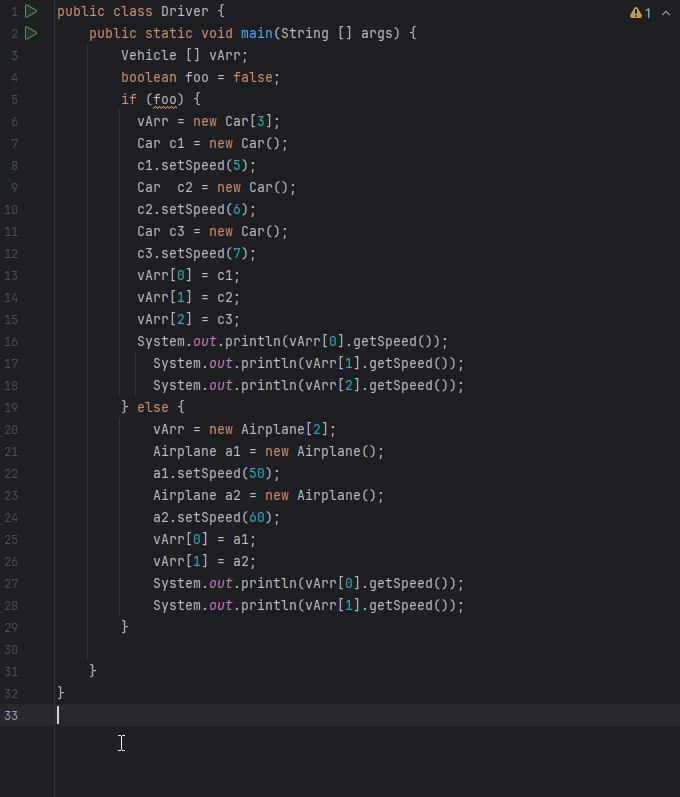 1 public class Driver { 1
2     public static void main(String [] args) {
3         Vehicle [] vArr;
4         boolean foo = false;
5         if (foo) {
6           vArr = new Car[3];
7           Car c1 = new Car();
8           c1.setSpeed(5);
9           Car  c2 = new Car();
10           c2.setSpeed(6);
11           Car c3 = new Car();
12           c3.setSpeed(7);
13           vArr[0] = c1;
14           vArr[1] = c2;
15           vArr[2] = c3;
16           System.out.println(vArr[0].getSpeed());
17             System.out.println(vArr[1].getSpeed());
18             System.out.println(vArr[2].getSpeed());
19         } else {
20             vArr = new Airplane[2];
21             Airplane a1 = new Airplane();
22             a1.setSpeed(50);
23             Airplane a2 = new Airplane();
24             a2.setSpeed(60);
25             vArr[0] = a1;
26             vArr[1] = a2;
27             System.out.println(vArr[0].getSpeed());
28             System.out.println(vArr[1].getSpeed());
29         }
30
31     }
32 }
33